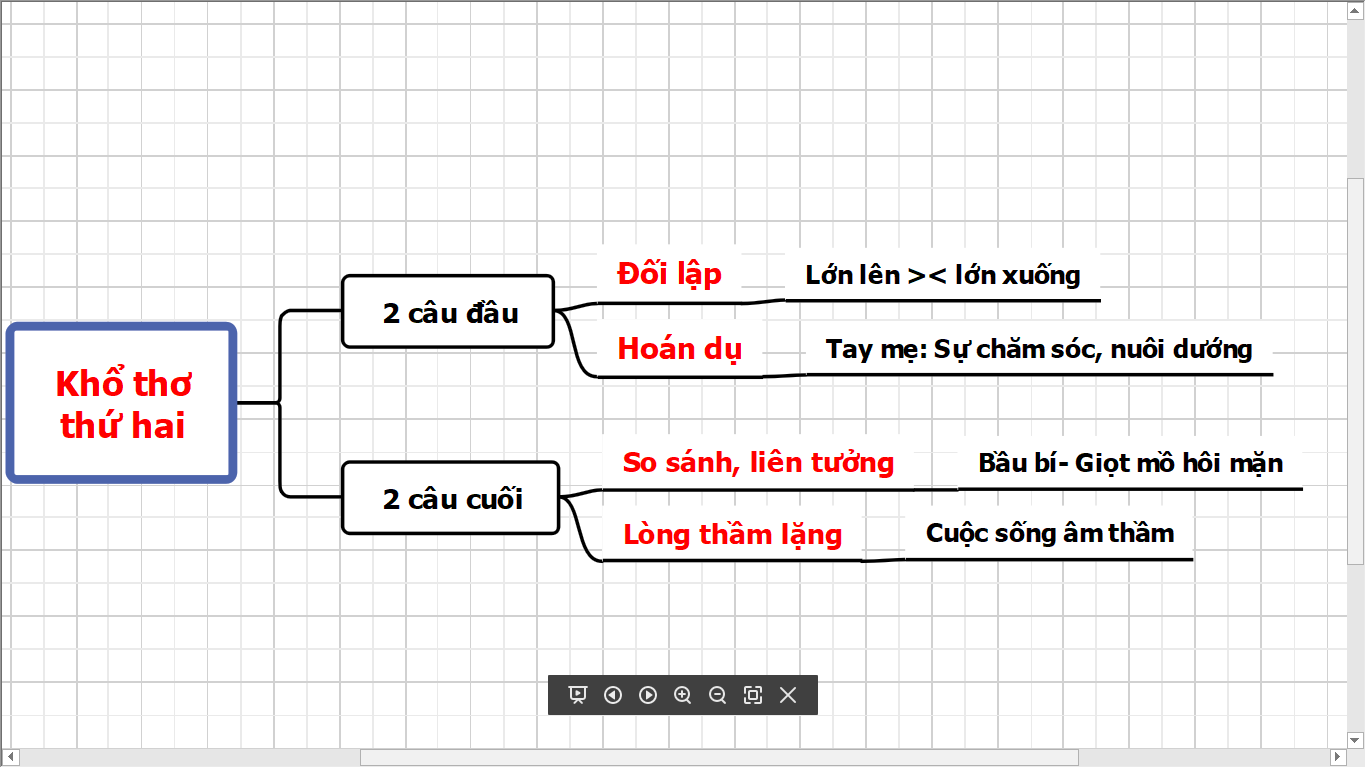 Khổ thơ
thứ hai
2 câu đầu
Đối lập
Lớn lên >< lớn xuống
Hoán dụ
Tay mẹ: Sự chăm sóc, nuôi dướng
2 câu cuối
So sánh, liên tưởng
Bầu bí- Giọt mồ hôi mặn
Lòng thầm lặng
Cuộc sống âm thầm